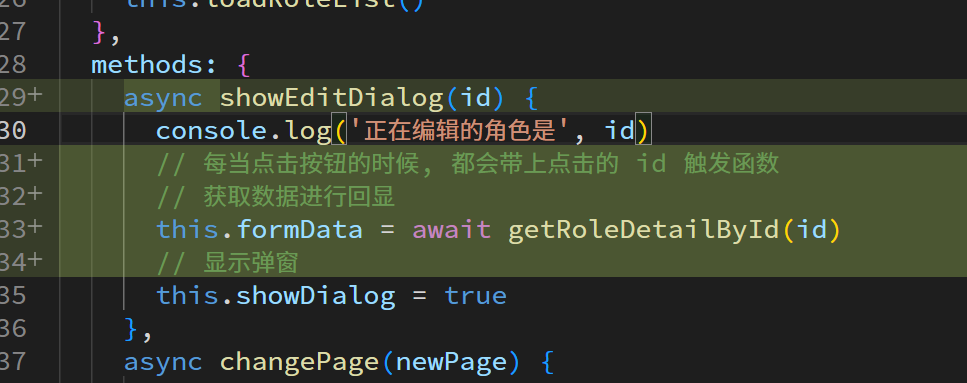 26 this.loadRoleList()
27 },
28 methods: {
29+ async showEditDialog(id) {
30 console.log('正在编辑的角色是', id)
31+ // 每当点击按钮的时候, 都会带上点击的 id 触发函数
32+ // 获取数据进行回显
33+ this.formData = await getRoleDetailById(id)
34+ // 显示弹窗
35 this.showDialog = true
36 },
37 async changePage(newPage) {